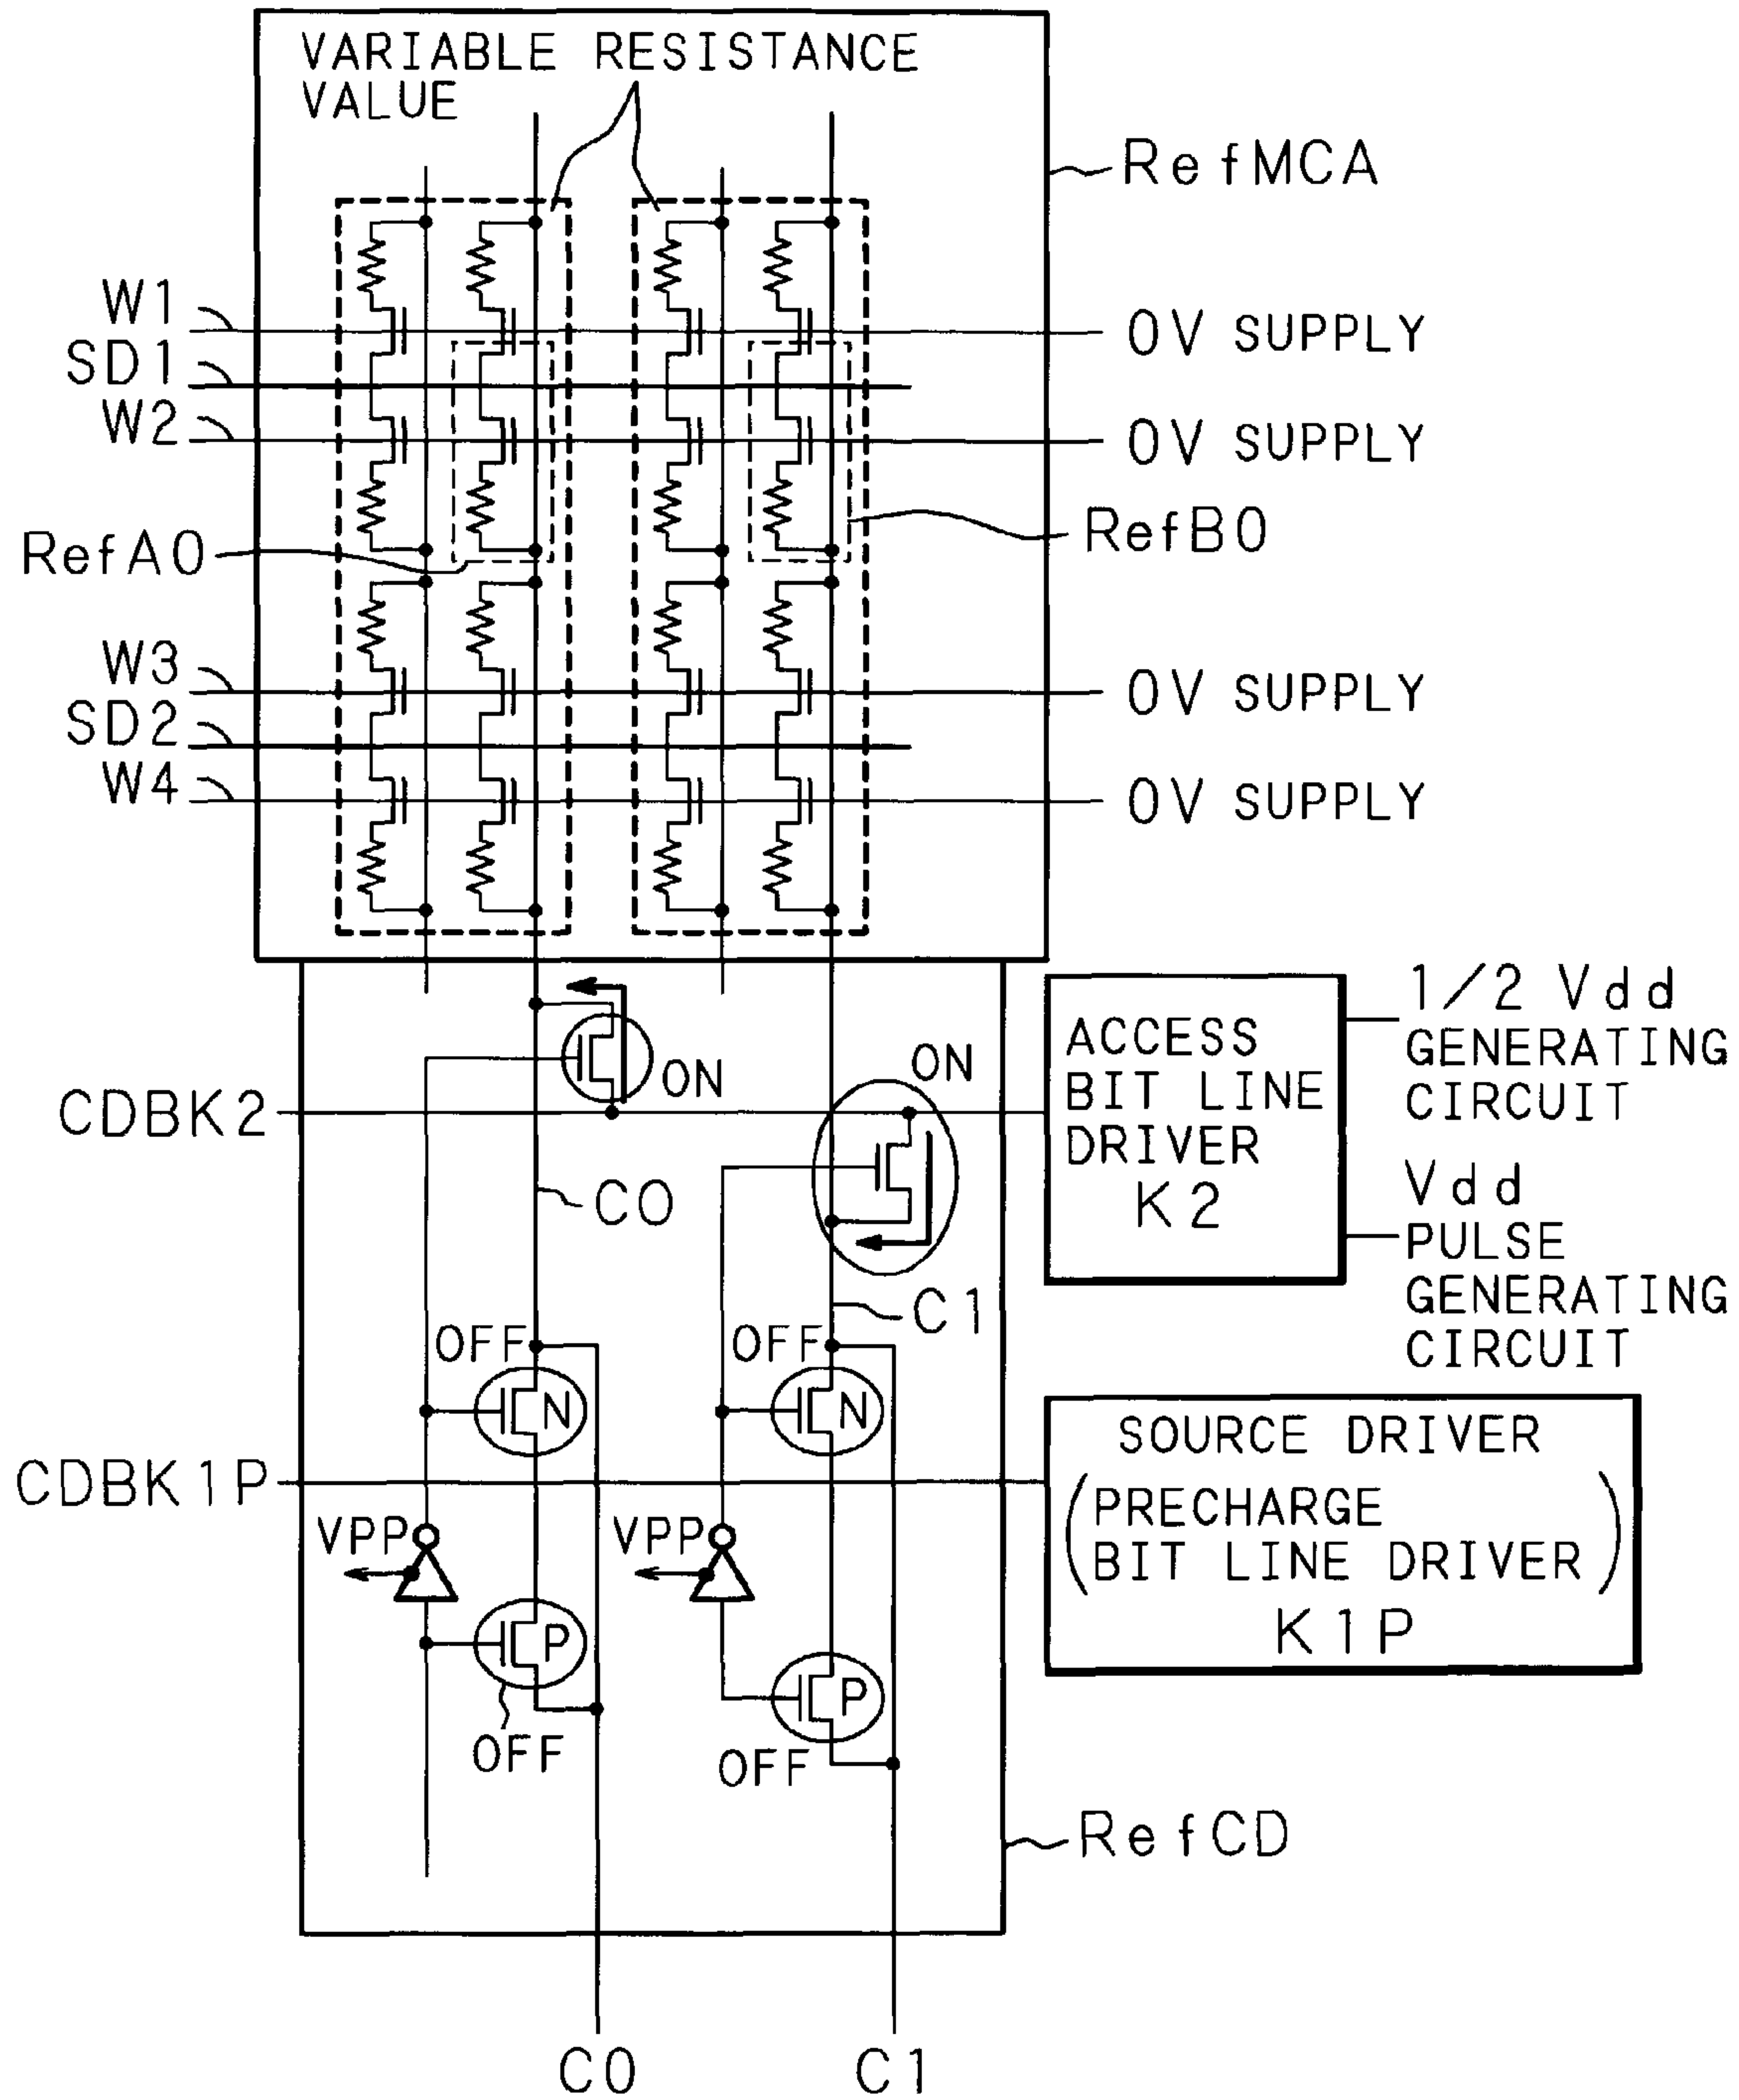 VARIABLE RESISTANCE
VALUE
RefMCA
W1
0V SUPPLY
SD1
W2
0V SUPPLY
RefA0
RefB0
W3
0V SUPPLY
SD2
W4
0V SUPPLY
1/2 Vdd
GENERATING
CIRCUIT
ACCESS
BIT LINE
DRIVER
K2
ON
ON
CDBK2
C0
Vdd
PULSE
GENERATING
CIRCUIT
C1
OFF
OFF
N
N
SOURCE DRIVER
(PRECHARGE
BIT LINE DRIVER)
K1P
CDBK1P
VPP
VPP
P
P
OFF
OFF
RefCD
C0
C1